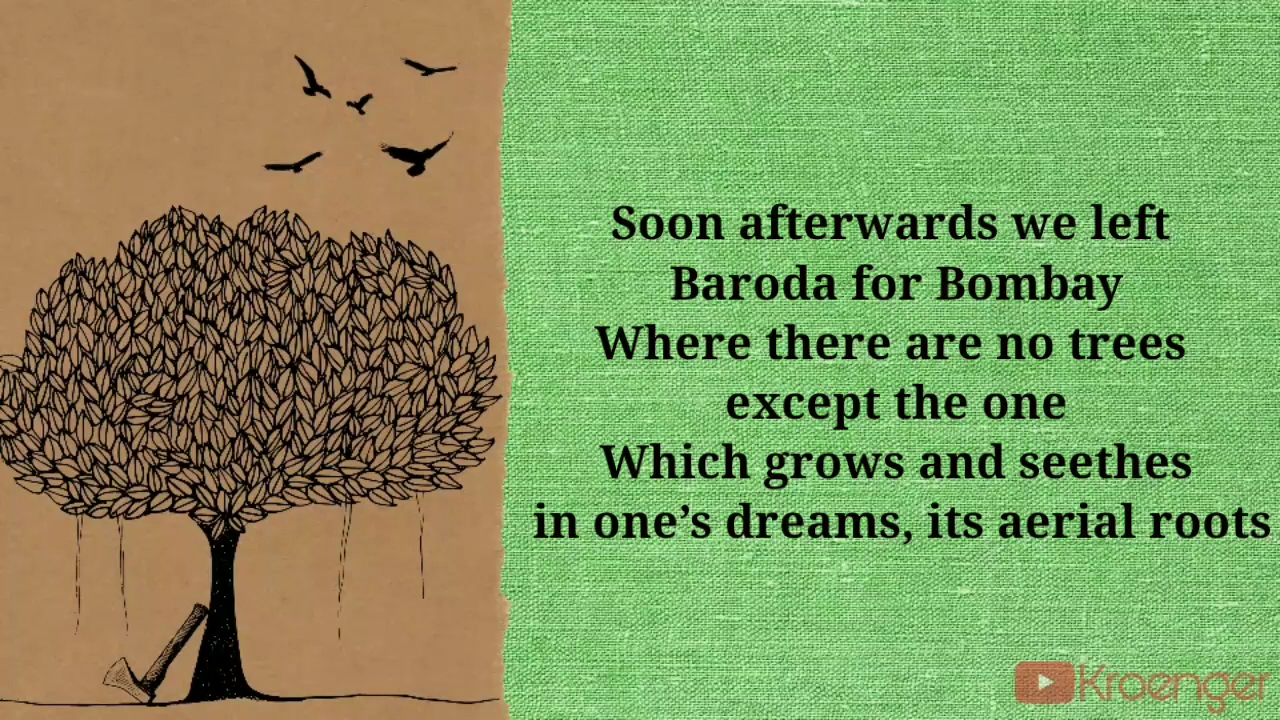 Soon afterwards we left
Baroda for Bombay
Where there are no trees
except the one
Which grows and seethes
in one’s dreams, its aerial roots
Kroenger